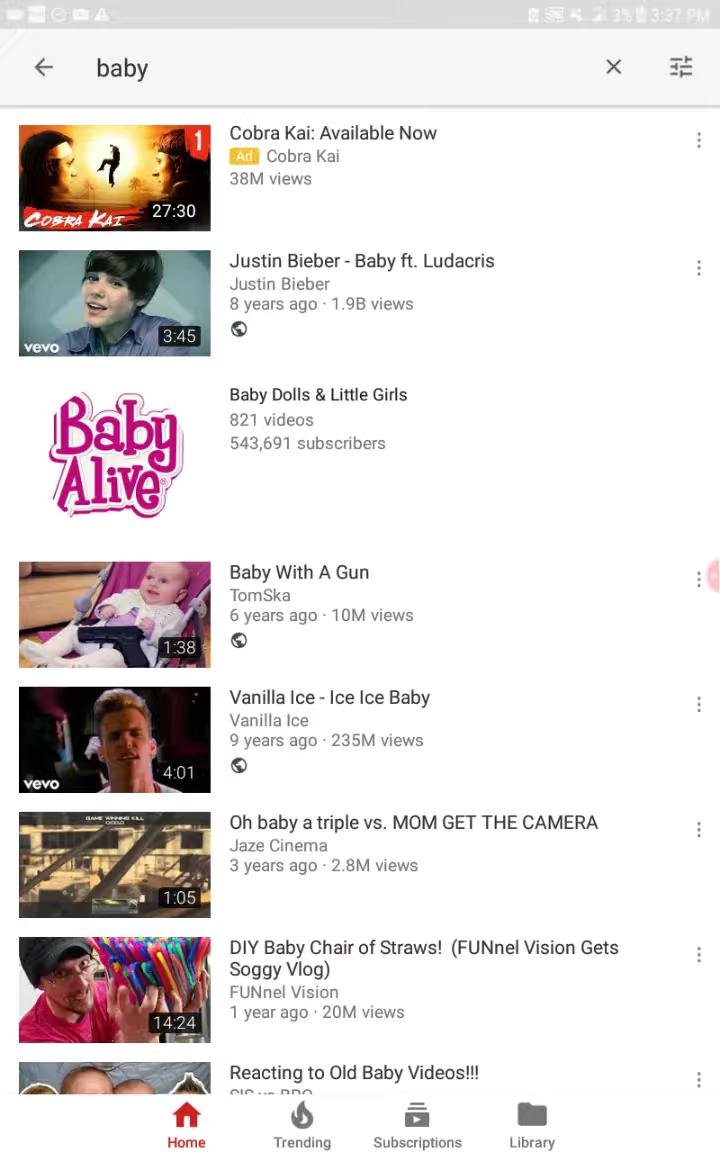 3% 3:37 PM
baby
Cobra Kai: Available Now
Ad Cobra Kai
38M views
1
COBRA KAI
27:30
Justin Bieber - Baby ft. Ludacris
Justin Bieber
8 years ago · 1.9B views
vevo
3:45
Baby Alive
Baby Dolls & Little Girls
821 videos
543,691 subscribers
Baby With A Gun
TomSka
6 years ago · 10M views
1:38
Vanilla Ice - Ice Ice Baby
Vanilla Ice
9 years ago · 235M views
vevo
4:01
Oh baby a triple vs. MOM GET THE CAMERA
Jaze Cinema
3 years ago · 2.8M views
GAME WINNING KILL
1:05
DIY Baby Chair of Straws! (FUNnel Vision Gets
Soggy Vlog)
FUNnel Vision
1 year ago · 20M views
14:24
Reacting to Old Baby Videos!!!
Home
Trending
Subscriptions
Library